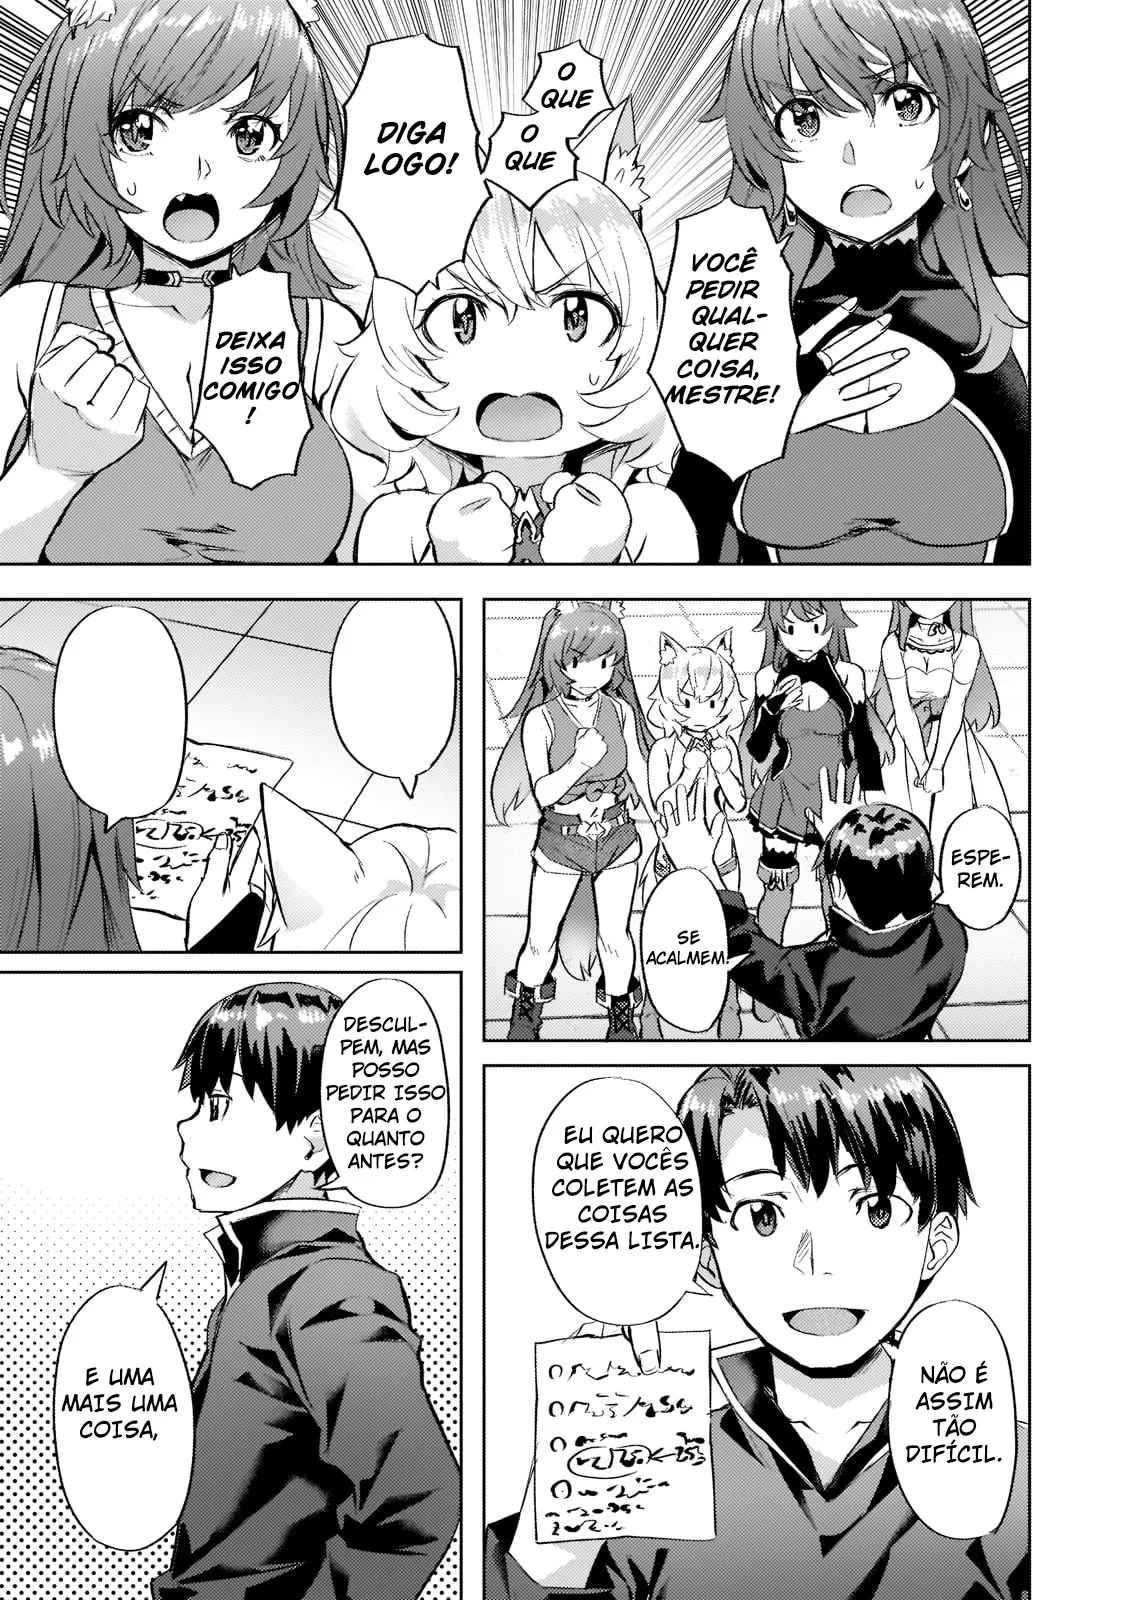 VOCÊ
PEDIR
QUAL-
QUER
COISA,
MESTRE!
O
QUE
O
QUE
DIGA
LOGO!
DEIXA
ISSO
COMIGO
!
ESPE-
REM.
SE
ACALMEM!
EU QUERO
QUE VOCÊS
COLETEM AS
COISAS
DESSA LISTA.
NÃO É
ASSIM
TÃO
DIFÍCIL.
DESCUL-
PEM, MAS
POSSO
PEDIR ISSO
PARA O
QUANTO
ANTES?
E UMA
MAIS UMA
COISA,